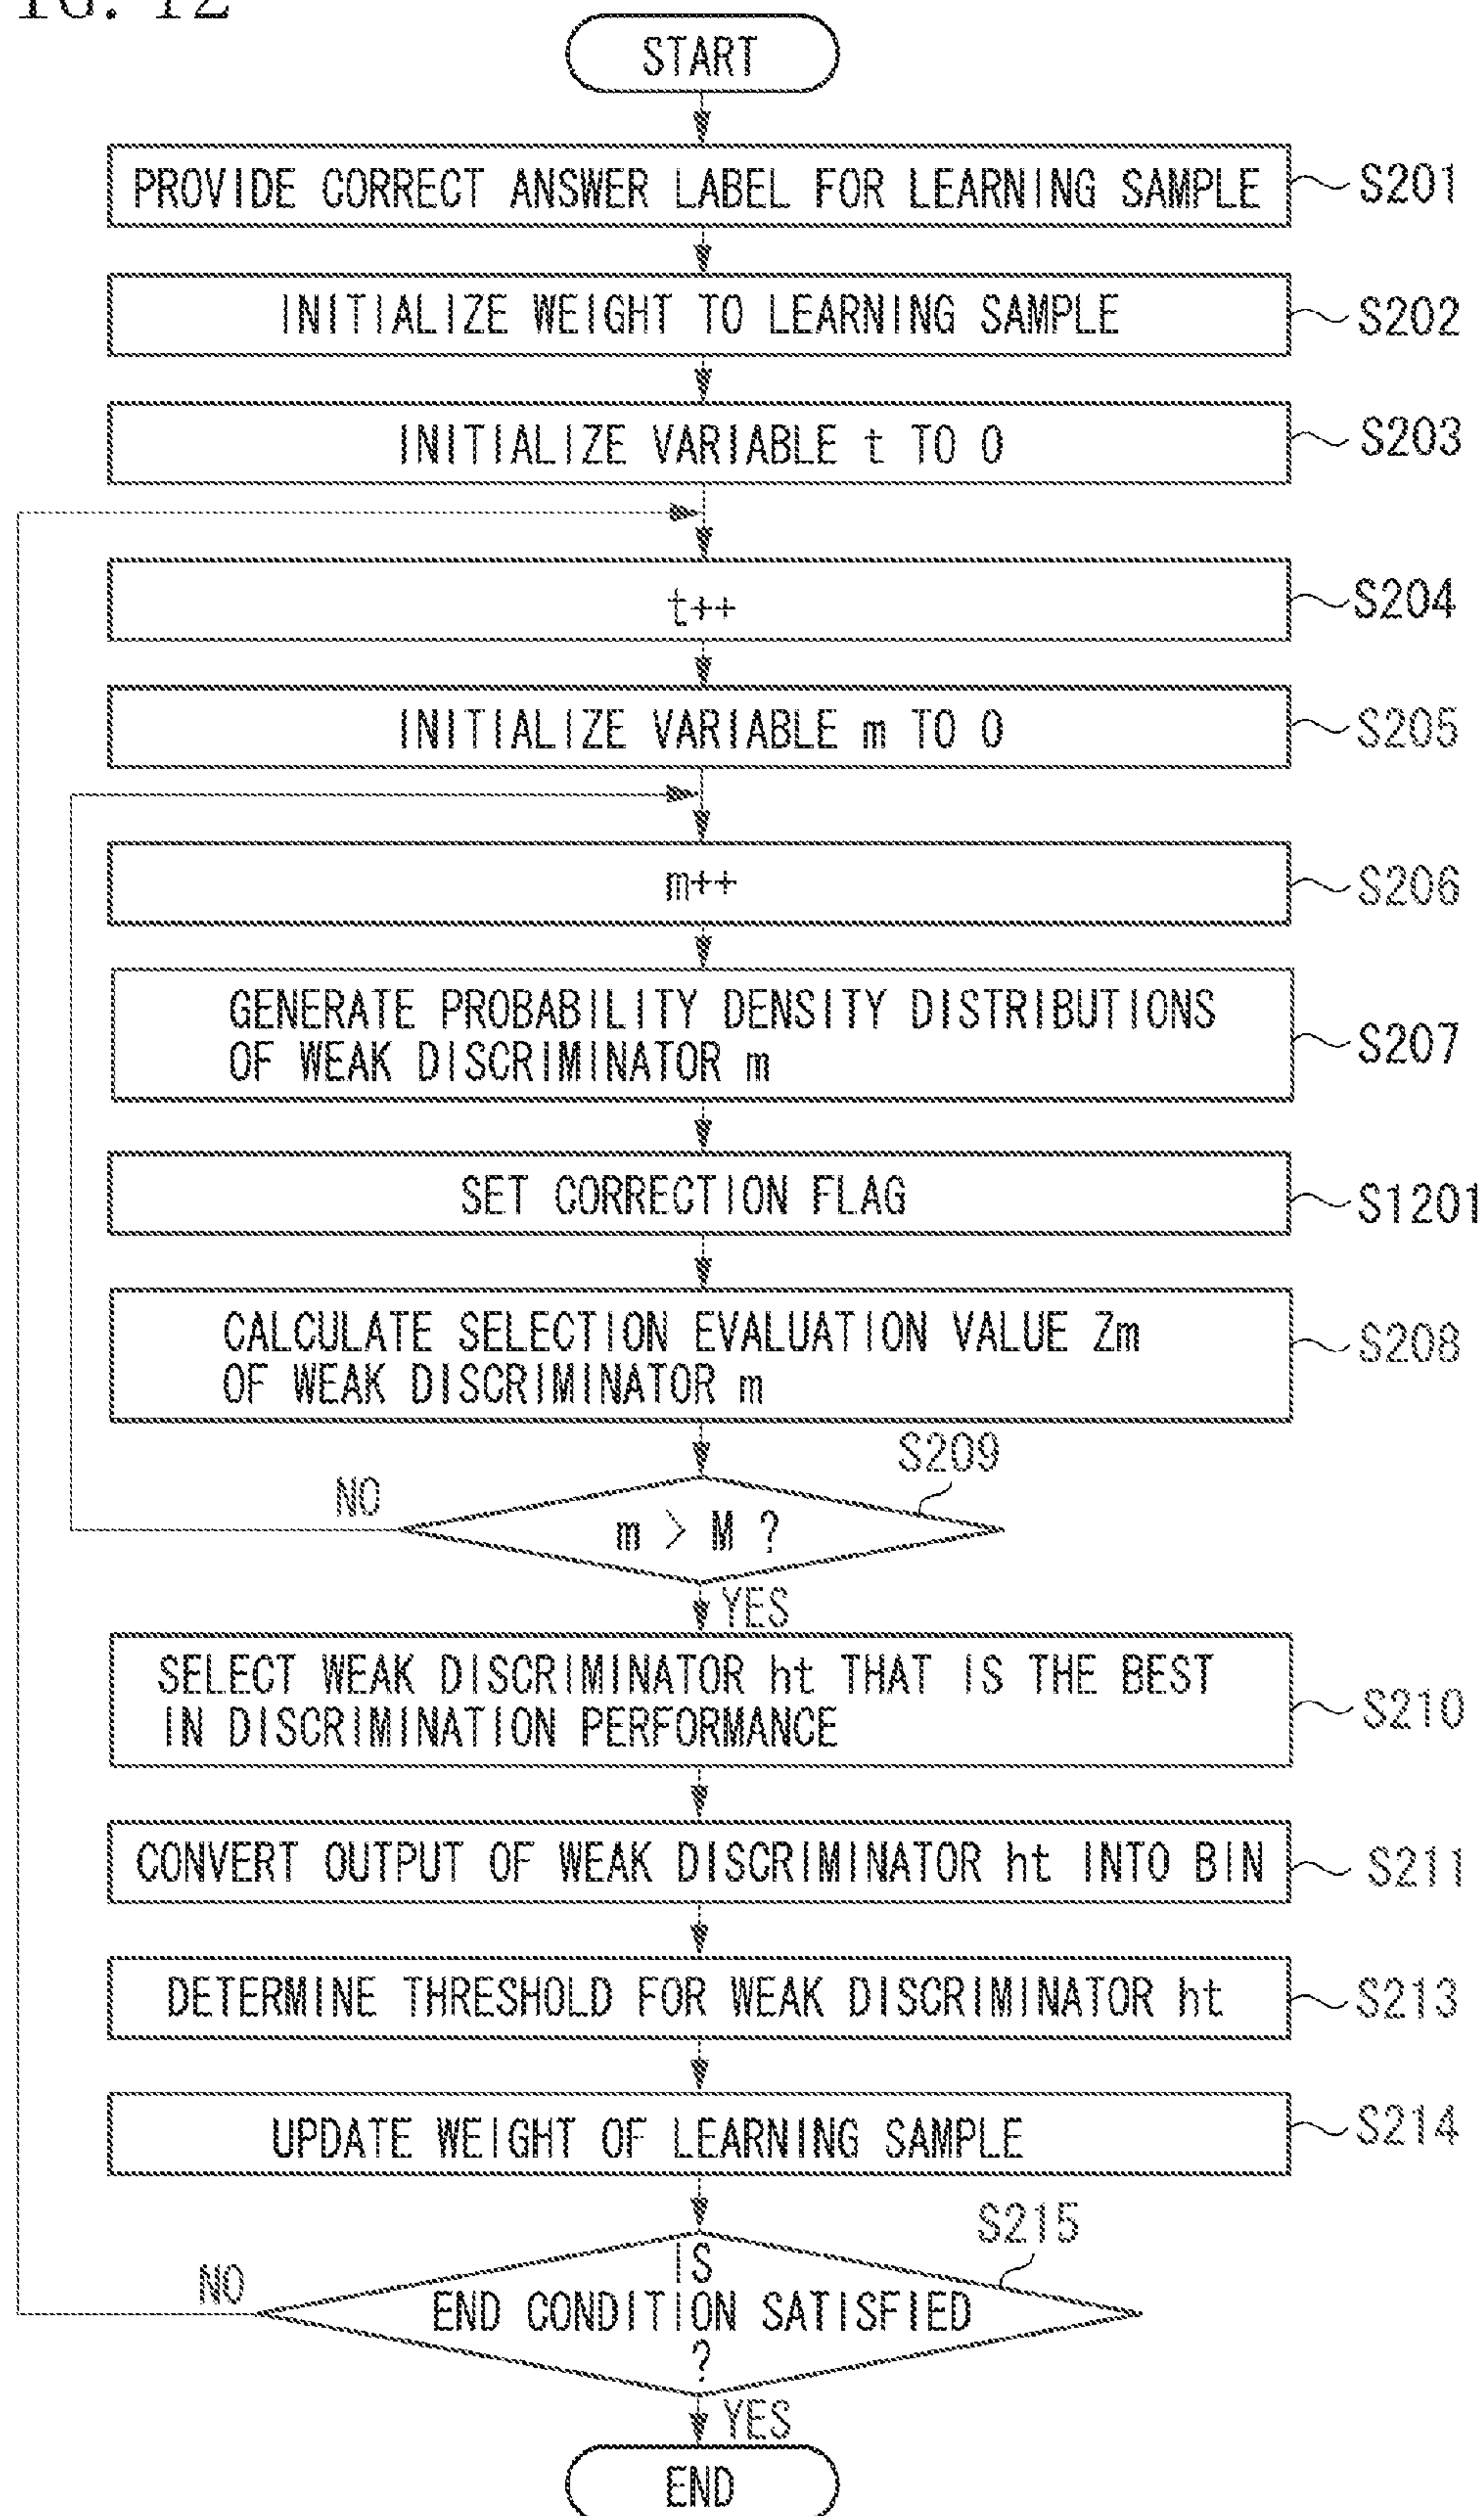 FIG. 12
START
PROVIDE CORRECT ANSWER LABEL FOR LEARNING SAMPLE
S201
INITIALIZE WEIGHT TO LEARNING SAMPLE
S202
INITIALIZE VARIABLE t TO 0
S203
t++
S204
INITIALIZE VARIABLE m TO 0
S205
m++
S206
GENERATE PROBABILITY DENSITY DISTRIBUTIONS
OF WEAK DISCRIMINATOR m
S207
SET CORRECTION FLAG
S1201
CALCULATE SELECTION EVALUATION VALUE Zm
OF WEAK DISCRIMINATOR m
S208
S209
NO
m > M ?
YES
SELECT WEAK DISCRIMINATOR ht THAT IS THE BEST
IN DISCRIMINATION PERFORMANCE
S210
CONVERT OUTPUT OF WEAK DISCRIMINATOR ht INTO BIN
S211
DETERMINE THRESHOLD FOR WEAK DISCRIMINATOR ht
S213
UPDATE WEIGHT OF LEARNING SAMPLE
S214
S215
NO
IS
END CONDITION SATISFIED
?
YES
END